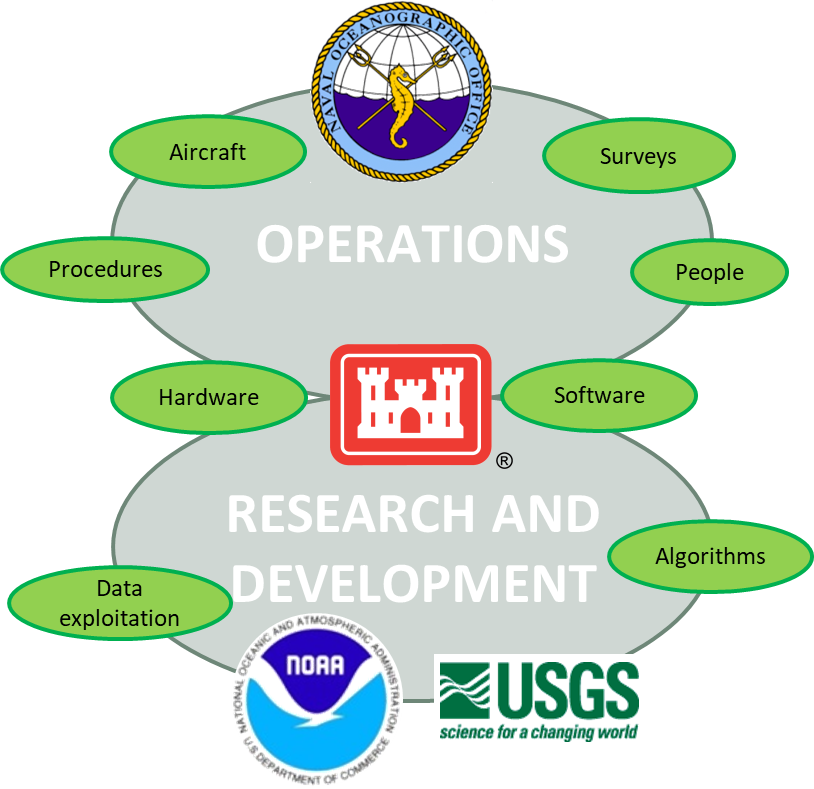 NAVAL OCEANOGRAPHIC OFFICE
Aircraft
Surveys
OPERATIONS
Procedures
People
Hardware
Software
®
RESEARCH AND
DEVELOPMENT
Algorithms
Data
exploitation
NATIONAL OCEANIC AND ATMOSPHERIC ADMINISTRATION
NOAA
U.S. DEPARTMENT OF COMMERCE
USGS
science for a changing world